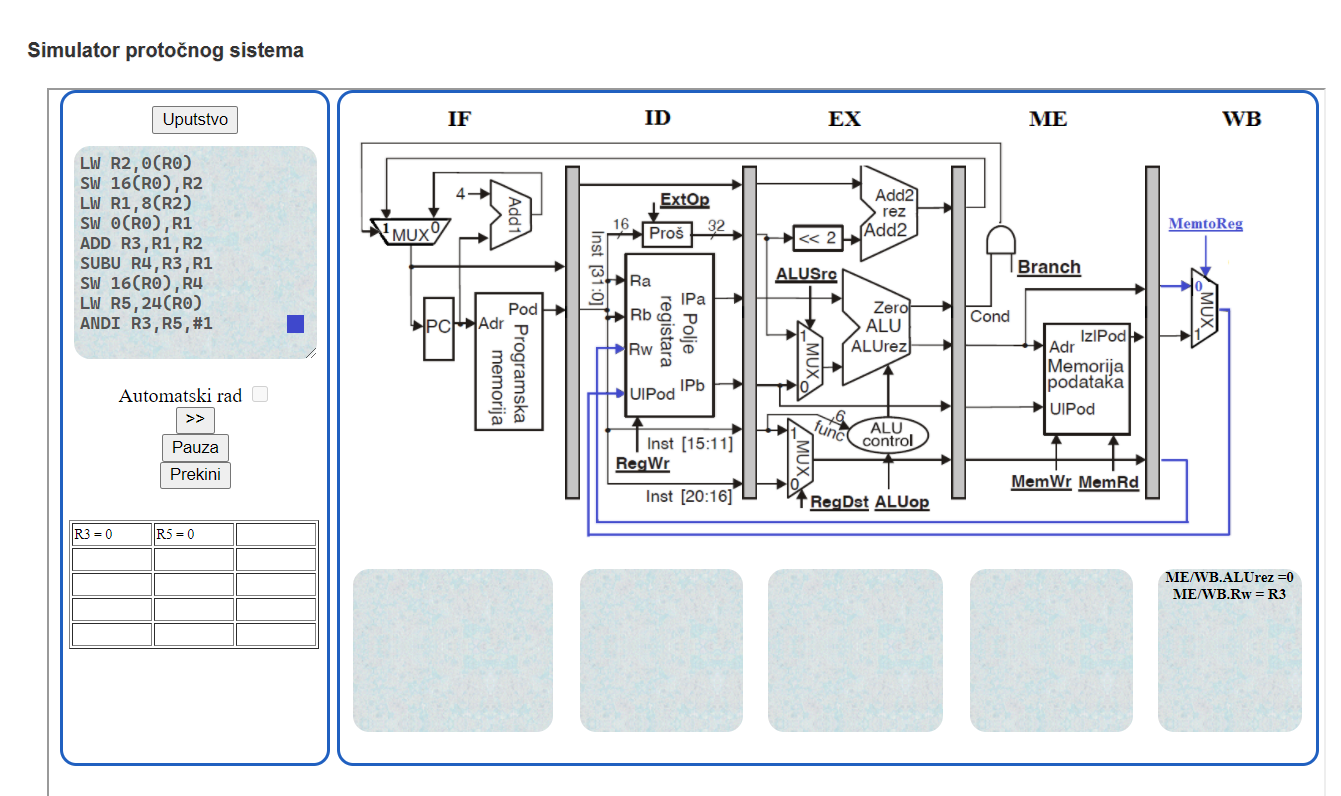 Simulator protočnog sistema
Uputstvo
LW R2,0(R0)
SW 16(R0),R2
LW R1,8(R2)
SW 0(R0),R1
ADD R3,R1,R2
SUBU R4,R3,R1
SW 16(R0),R4
LW R5,24(R0)
ANDI R3,R5,#1
Automatski rad
>>
Pauza
Prekini
R3 = 0 R5 = 0
IF ID EX ME WB
4
Add1
1 MUX 0
PC
Adr
Pod
Programska memorija
ExtOp
16 Proš 32
Inst [31:0]
Ra
Rb
Rw
UlPod
IPa
IPb
Polje registara
RegWr
Inst [15:11]
Inst [20:16]
Add2
rez
Add2
<< 2
ALUSrc
1 MUX 0
Zero
ALU
ALUrez
6
func
ALU
control
1 MUX 0
RegDst ALUop
Branch
Cond
IzlPod
Adr
Memorija
podataka
UlPod
MemWr MemRd
MemtoReg
0 MUX 1
ME/WB.ALUrez =0
ME/WB.Rw = R3